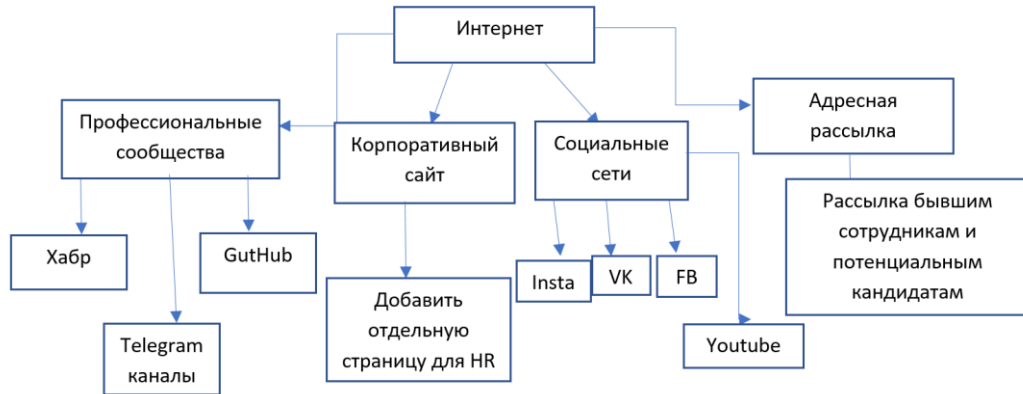 Интернет
Профессиональные
сообщества
Корпоративный
сайт
Социальные
сети
Адресная
рассылка
Хабр
GutHub
Telegram
каналы
Добавить
отдельную
страницу для HR
Insta
VK
FB
Youtube
Рассылка бывшим
сотрудникам и
потенциальным
кандидатам